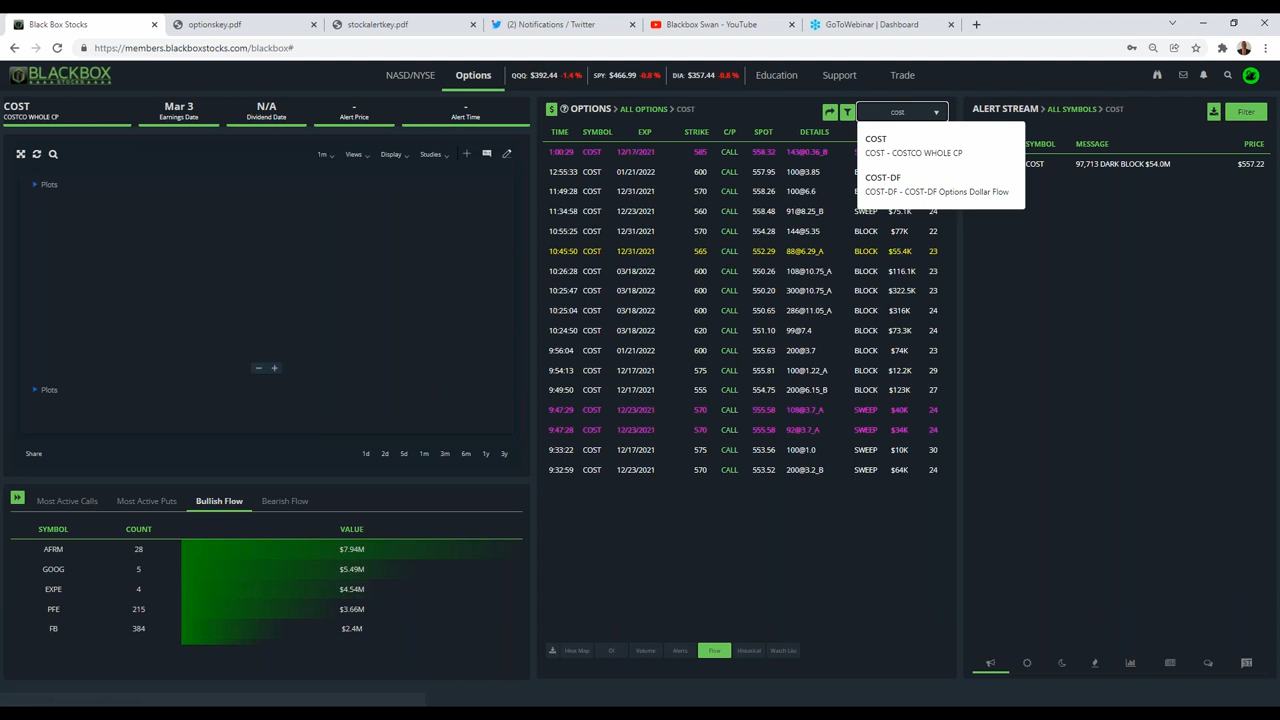 Black Box Stocks
optionskey.pdf
stockalertkey.pdf
(2) Notifications / Twitter
Blackbox Swan - YouTube
GoToWebinar | Dashboard
https://members.blackboxstocks.com/blackbox#
BLACKBOX
STOCKS
NASD/NYSE
Options
QQQ: $392.44 -1.4 %
SPY: $466.99 -0.8 %
DIA: $357.44 -0.8 %
Education
Support
Trade
COST
COSTCO WHOLE CP
Mar 3
Earnings Date
N/A
Dividend Date
-
Alert Price
-
Alert Time
1m
Views
Display
Studies
Plots
Plots
Share
1d 2d 5d 1m 3m 6m 1y 3y
Most Active Calls
Most Active Puts
Bullish Flow
Bearish Flow
SYMBOL COUNT VALUE
AFRM 28 $7.94M
GOOG 5 $5.49M
EXPE 4 $4.54M
PFE 215 $3.66M
FB 384 $2.4M
$ ? OPTIONS > ALL OPTIONS > COST
cost
COST
COST - COSTCO WHOLE CP
COST-DF
COST-DF - COST-DF Options Dollar Flow
TIME SYMBOL EXP STRIKE C/P SPOT DETAILS
1:00:29 COST 12/17/2021 585 CALL 558.32 143@0.36_B
12:55:33 COST 01/21/2022 600 CALL 557.95 100@3.85
11:49:28 COST 12/31/2021 570 CALL 558.26 100@6.6
11:34:58 COST 12/23/2021 560 CALL 558.48 91@8.25_B SWEEP $75.1K 24
10:55:25 COST 12/31/2021 570 CALL 554.28 144@5.35 BLOCK $77K 22
10:45:50 COST 12/31/2021 565 CALL 552.29 88@6.29_A BLOCK $55.4K 23
10:26:28 COST 03/18/2022 600 CALL 550.26 108@10.75_A BLOCK $116.1K 23
10:25:47 COST 03/18/2022 600 CALL 550.20 300@10.75_A BLOCK $322.5K 23
10:25:04 COST 03/18/2022 600 CALL 550.65 286@11.05_A BLOCK $316K 24
10:24:50 COST 03/18/2022 620 CALL 551.10 99@7.4 BLOCK $73.3K 24
9:56:04 COST 01/21/2022 600 CALL 555.63 200@3.7 BLOCK $74K 23
9:54:13 COST 12/17/2021 575 CALL 555.81 100@1.22_A BLOCK $12.2K 29
9:49:50 COST 12/17/2021 555 CALL 554.75 200@6.15_B BLOCK $123K 27
9:47:29 COST 12/23/2021 570 CALL 555.58 108@3.7_A SWEEP $40K 24
9:47:28 COST 12/23/2021 570 CALL 555.58 92@3.7_A SWEEP $34K 24
9:33:22 COST 12/17/2021 575 CALL 553.56 100@1.0 SWEEP $10K 30
9:32:59 COST 12/23/2021 570 CALL 553.52 200@3.2_B SWEEP $64K 24
Heat Map
OI
Volume
Alerts
Flow
Historical
Watch List
ALERT STREAM > ALL SYMBOLS > COST
Filter
SYMBOL MESSAGE PRICE
COST 97,713 DARK BLOCK $54.0M $557.22